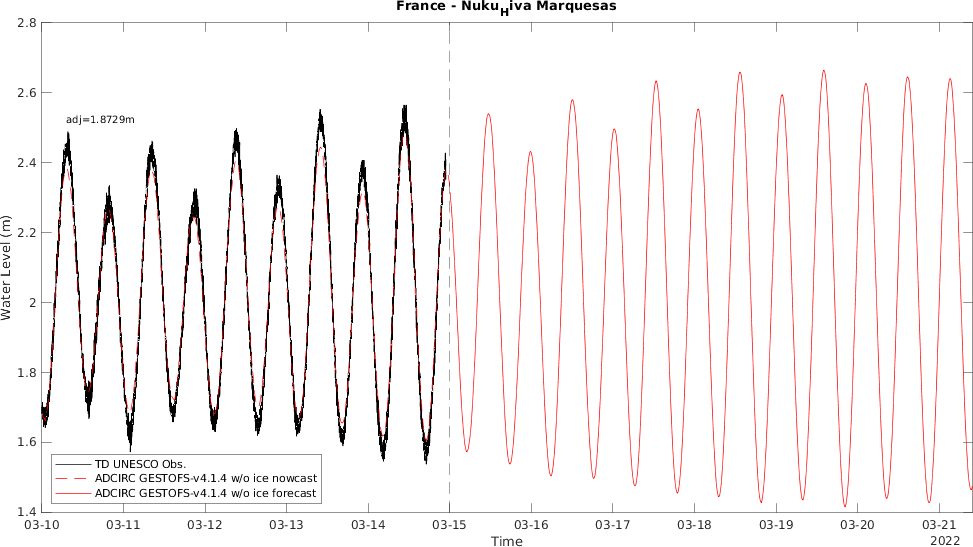 France - Nuku_Hiva Marquesas
2.8
2.6
adj=1.8729m
2.4
2.2
Water Level (m)
2
1.8
1.6
TD UNESCO Obs.
ADCIRC GESTOFS-v4.1.4 w/o ice nowcast
ADCIRC GESTOFS-v4.1.4 w/o ice forecast
1.4
03-10 03-11 03-12 03-13 03-14 03-15 03-16 03-17 03-18 03-19 03-20 03-21
Time 2022